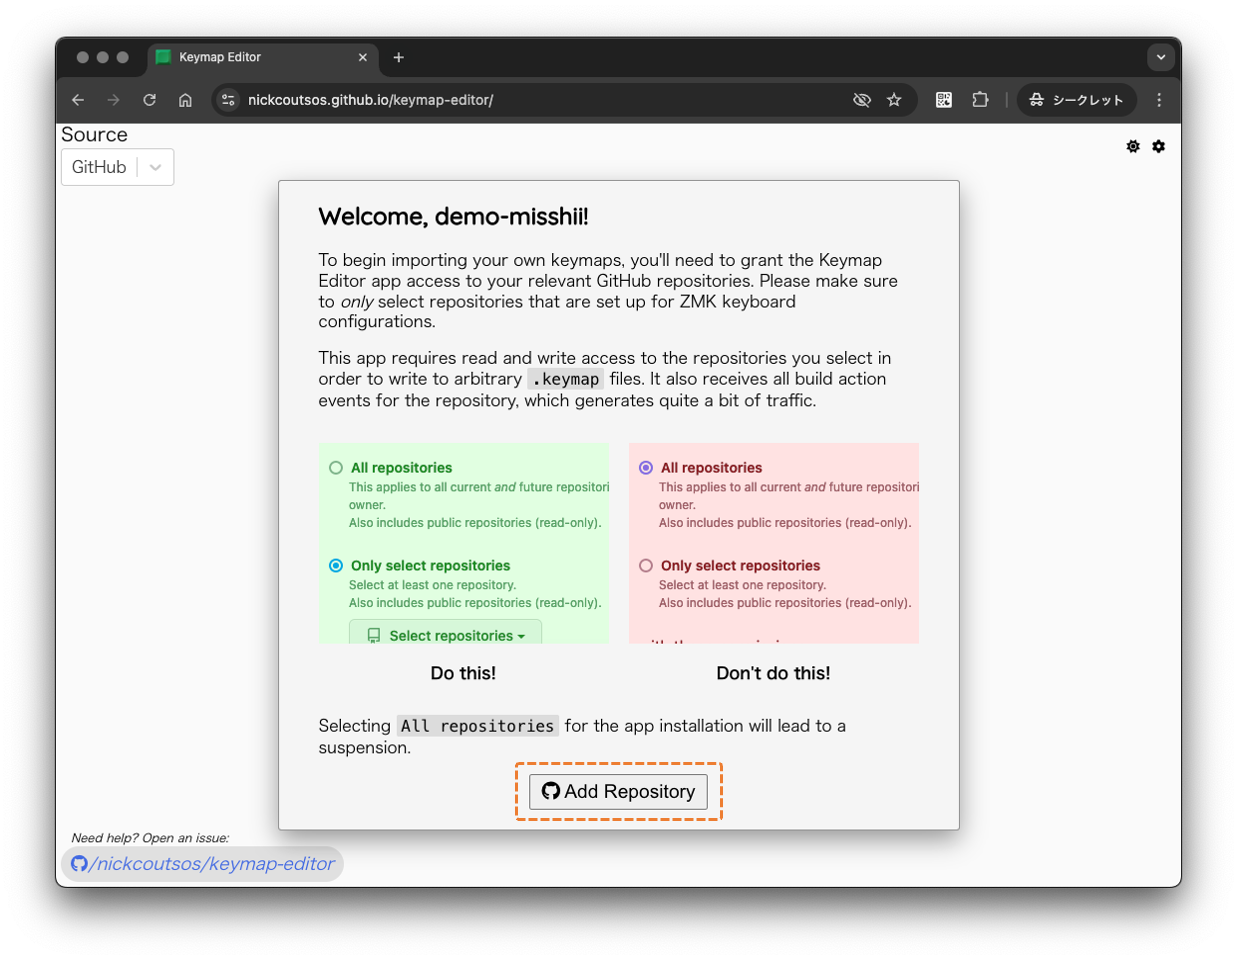 Keymap Editor
nickcoutsos.github.io/keymap-editor/
シークレット
Source
GitHub
Welcome, demo-misshii!
To begin importing your own keymaps, you'll need to grant the Keymap
Editor app access to your relevant GitHub repositories. Please make sure
to only select repositories that are set up for ZMK keyboard
configurations.
This app requires read and write access to the repositories you select in
order to write to arbitrary .keymap files. It also receives all build action
events for the repository, which generates quite a bit of traffic.
All repositories
This applies to all current and future repositori
owner.
Also includes public repositories (read-only).
Only select repositories
Select at least one repository.
Also includes public repositories (read-only).
Select repositories
Do this!
All repositories
This applies to all current and future repositori
owner.
Also includes public repositories (read-only).
Only select repositories
Select at least one repository.
Also includes public repositories (read-only).
Don't do this!
Selecting All repositories for the app installation will lead to a
suspension.
Add Repository
Need help? Open an issue:
/nickcoutsos/keymap-editor